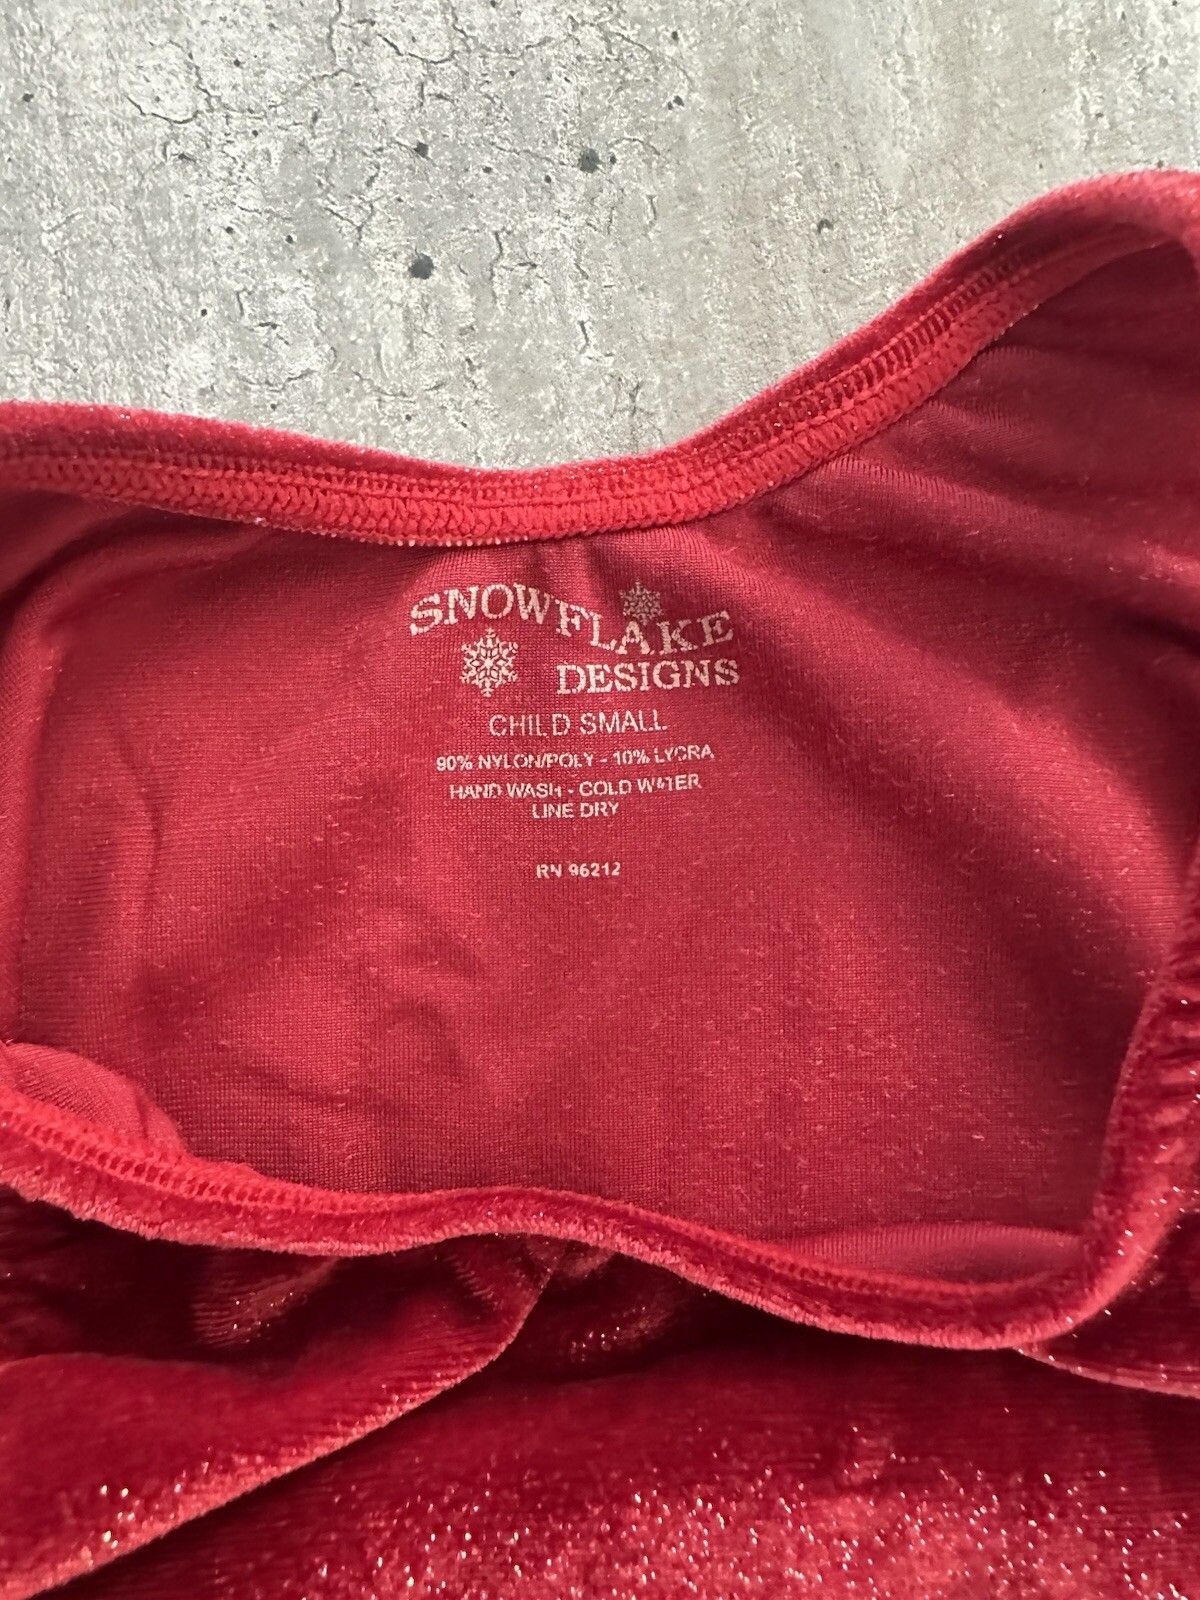 SNOWFLAKE
DESIGNS
CHILD SMALL
90% NYLON/POLY - 10% LYCRA
HAND WASH - COLD WATER
LINE DRY
RN 96212